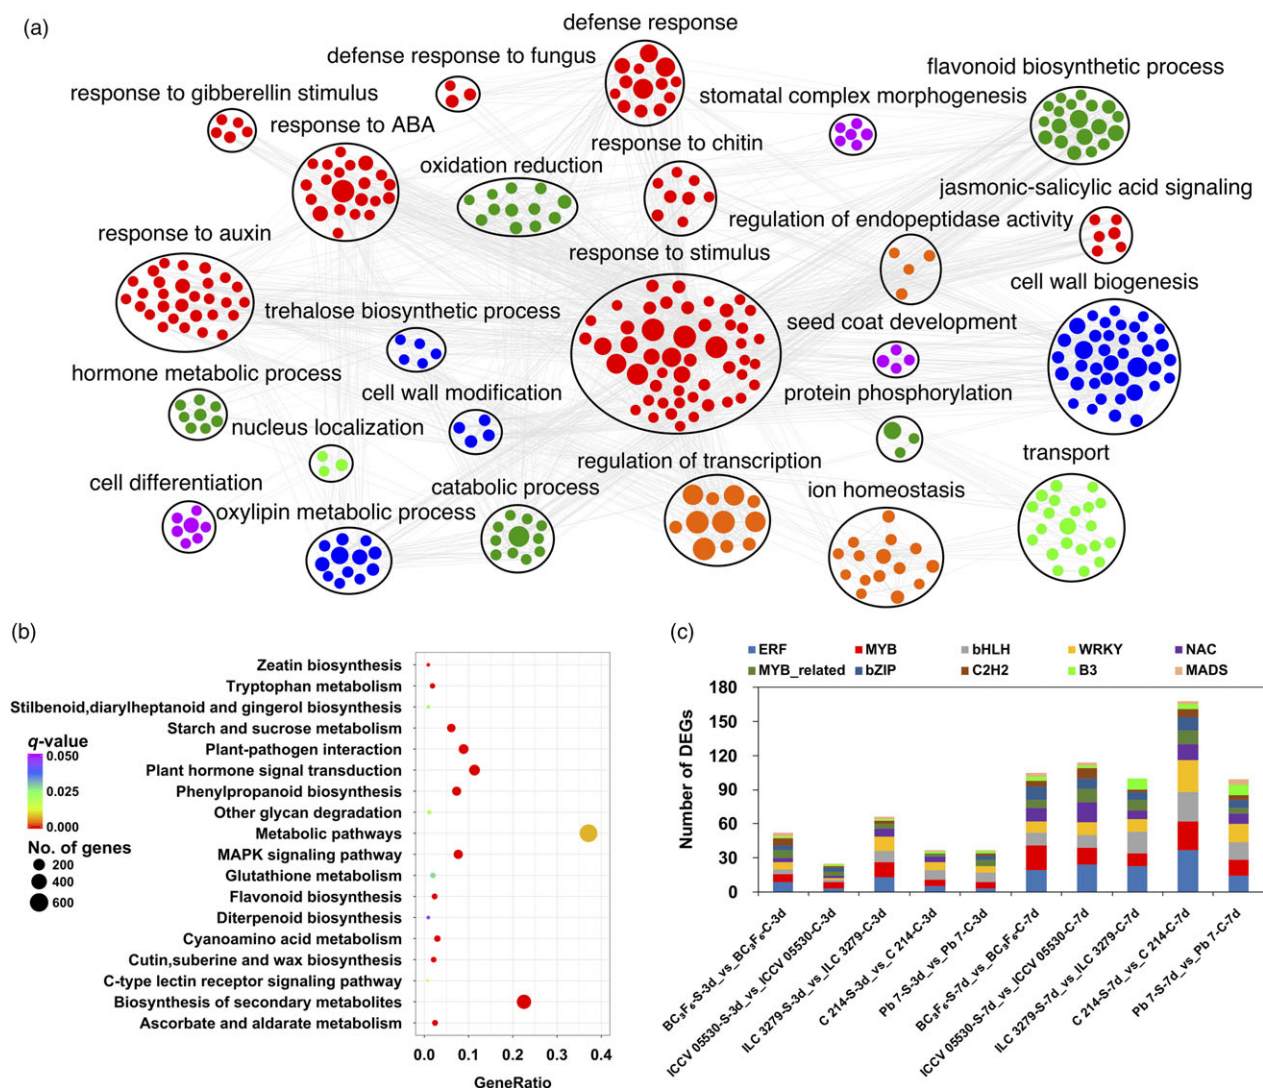 (a)
defense response
defense response to fungus
flavonoid biosynthetic process
response to gibberellin stimulus
stomatal complex morphogenesis
response to ABA
response to chitin
oxidation reduction
jasmonic-salicylic acid signaling
regulation of endopeptidase activity
response to auxin
response to stimulus
cell wall biogenesis
trehalose biosynthetic process
seed coat development
hormone metabolic process
cell wall modification
protein phosphorylation
nucleus localization
regulation of transcription
transport
cell differentiation
catabolic process
ion homeostasis
oxylipin metabolic process
(b)
Zeatin biosynthesis
Tryptophan metabolism
Stilbenoid,diarylheptanoid and gingerol biosynthesis
Starch and sucrose metabolism
Plant-pathogen interaction
Plant hormone signal transduction
Phenylpropanoid biosynthesis
Other glycan degradation
Metabolic pathways
MAPK signaling pathway
Glutathione metabolism
Flavonoid biosynthesis
Diterpenoid biosynthesis
Cyanoamino acid metabolism
Cutin,suberine and wax biosynthesis
C-type lectin receptor signaling pathway
Biosynthesis of secondary metabolites
Ascorbate and aldarate metabolism
q-value
0.050
0.025
0.000
No. of genes
200
400
600
0.0 0.1 0.2 0.3 0.4
GeneRatio
(c)
ERF MYB bHLH WRKY NAC
MYB_related bZIP C2H2 B3 MADS
Number of DEGs
180
150
120
90
60
30
0
BC₃F₆-S-3d_vs_BC₃F₆-C-3d
ICCV 05530-S-3d_vs_ICCV 05530-C-3d
ILC 3279-S-3d_vs_ILC 3279-C-3d
C 214-S-3d_vs_C 214-C-3d
Pb 7-S-3d_vs_Pb 7-C-3d
BC₃F₆-S-7d_vs_BC₃F₆-C-7d
ICCV 05530-S-7d_vs_ICCV 05530-C-7d
ILC 3279-S-7d_vs_ILC 3279-C-7d
C 214-S-7d_vs_C 214-C-7d
Pb 7-S-7d_vs_Pb 7-C-7d